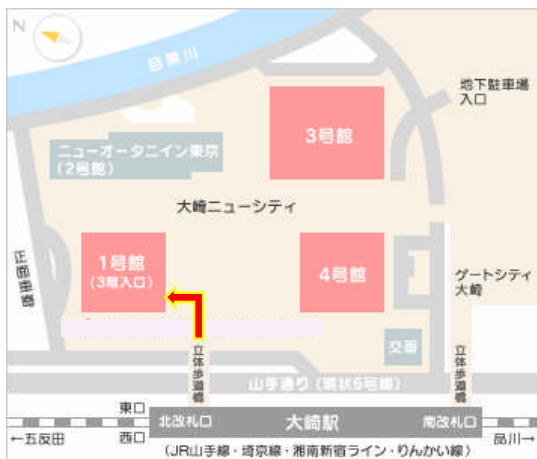 N
目黒川
地下駐車場
入口
3号館
ニューオータニイン東京
(2号館)
大崎ニューシティ
正面車寄
1号館
(3階入口)
4号館
ゲートシティ
大崎
交番
立体歩道橋
立体歩道橋
山手通り(環状6号線)
東口
西口
北改札口
大崎駅
南改札口
←五反田
品川→
(JR山手線・埼京線・湘南新宿ライン・りんかい線)